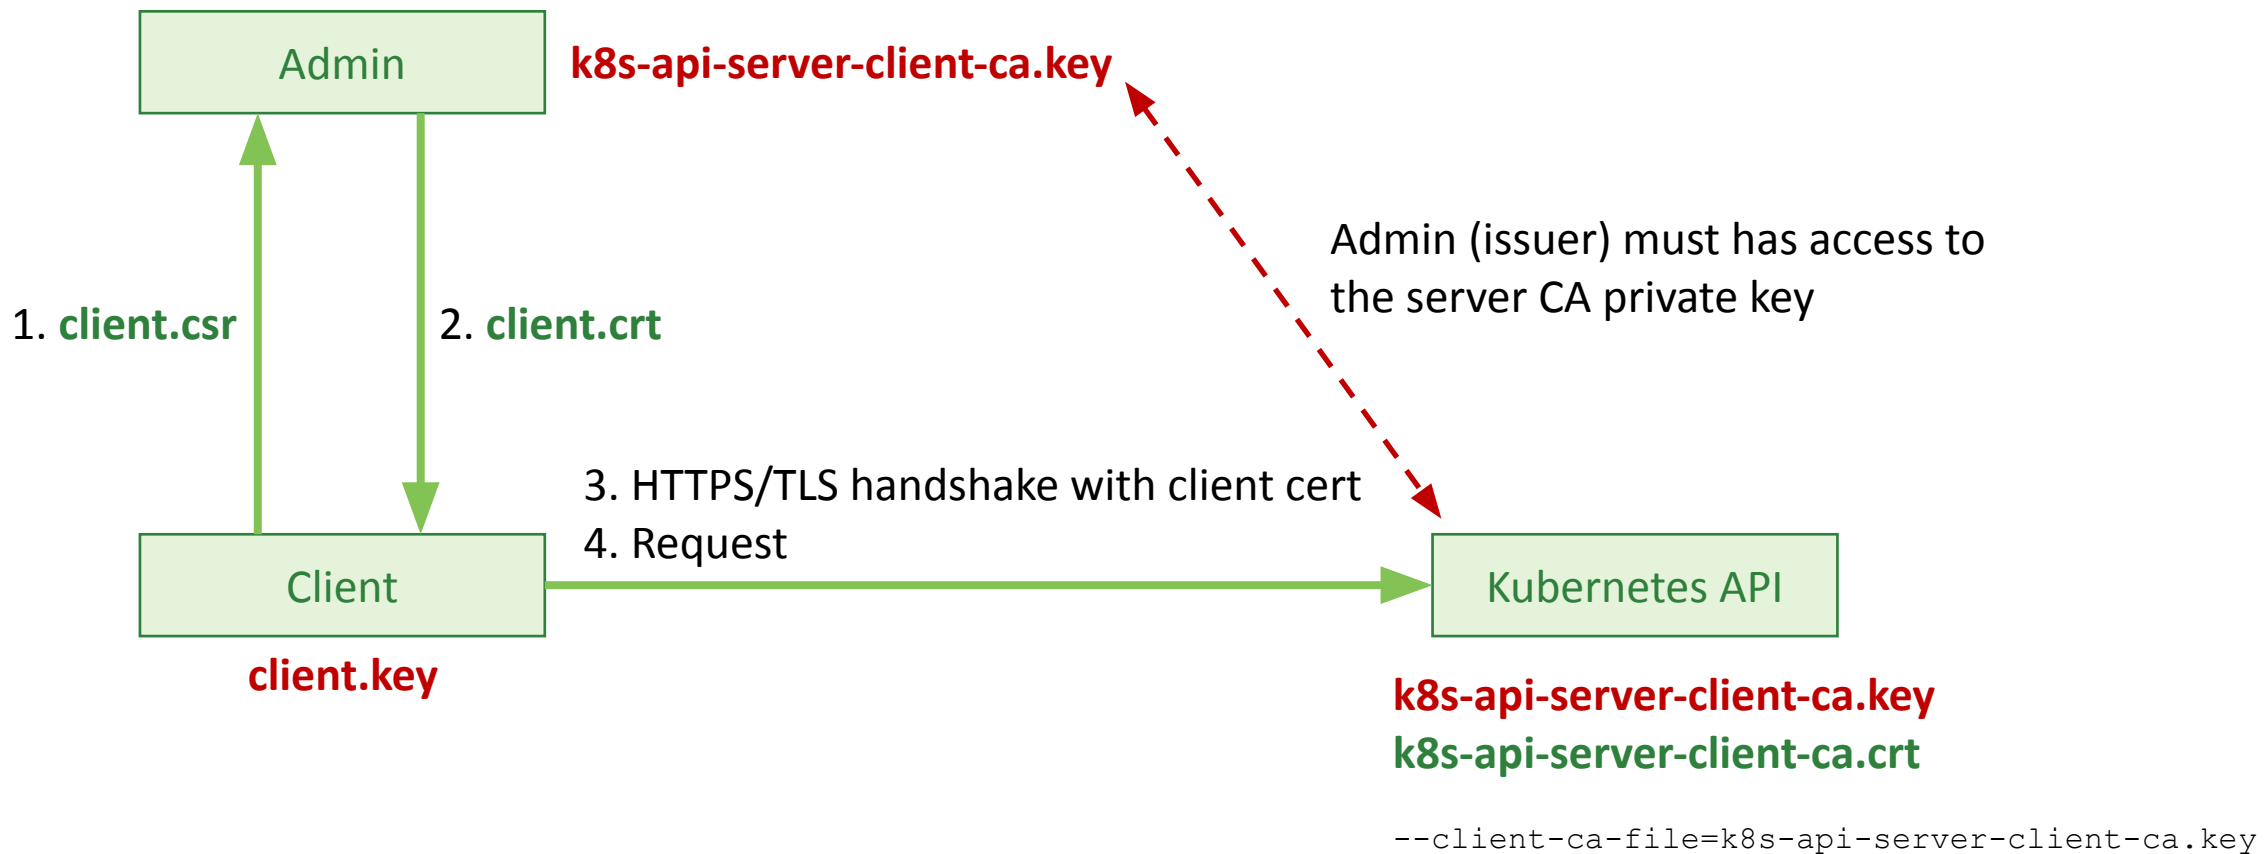 Admin
k8s-api-server-client-ca.key
Admin (issuer) must has access to
the server CA private key
1. client.csr
2. client.crt
3. HTTPS/TLS handshake with client cert
4. Request
Client
Kubernetes API
client.key
k8s-api-server-client-ca.key
k8s-api-server-client-ca.crt
--client-ca-file=k8s-api-server-client-ca.key